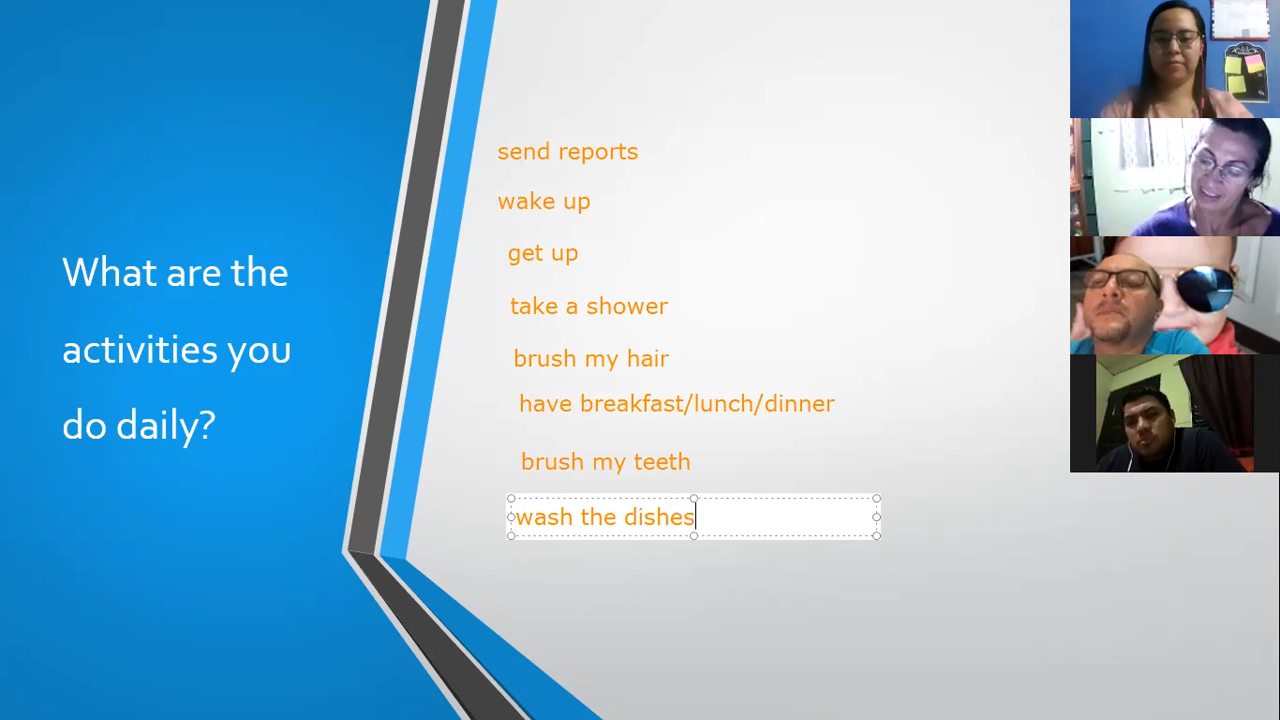 What are the
activities you
do daily?
send reports
wake up
get up
take a shower
brush my hair
have breakfast/lunch/dinner
brush my teeth
wash the dishes